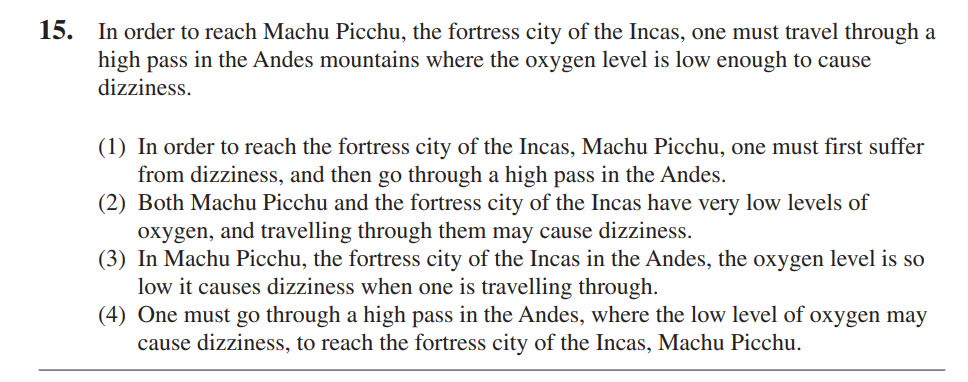 15. In order to reach Machu Picchu, the fortress city of the Incas, one must travel through a
high pass in the Andes mountains where the oxygen level is low enough to cause
dizziness.
(1) In order to reach the fortress city of the Incas, Machu Picchu, one must first suffer
from dizziness, and then go through a high pass in the Andes.
(2) Both Machu Picchu and the fortress city of the Incas have very low levels of
oxygen, and travelling through them may cause dizziness.
(3) In Machu Picchu, the fortress city of the Incas in the Andes, the oxygen level is so
low it causes dizziness when one is travelling through.
(4) One must go through a high pass in the Andes, where the low level of oxygen may
cause dizziness, to reach the fortress city of the Incas, Machu Picchu.